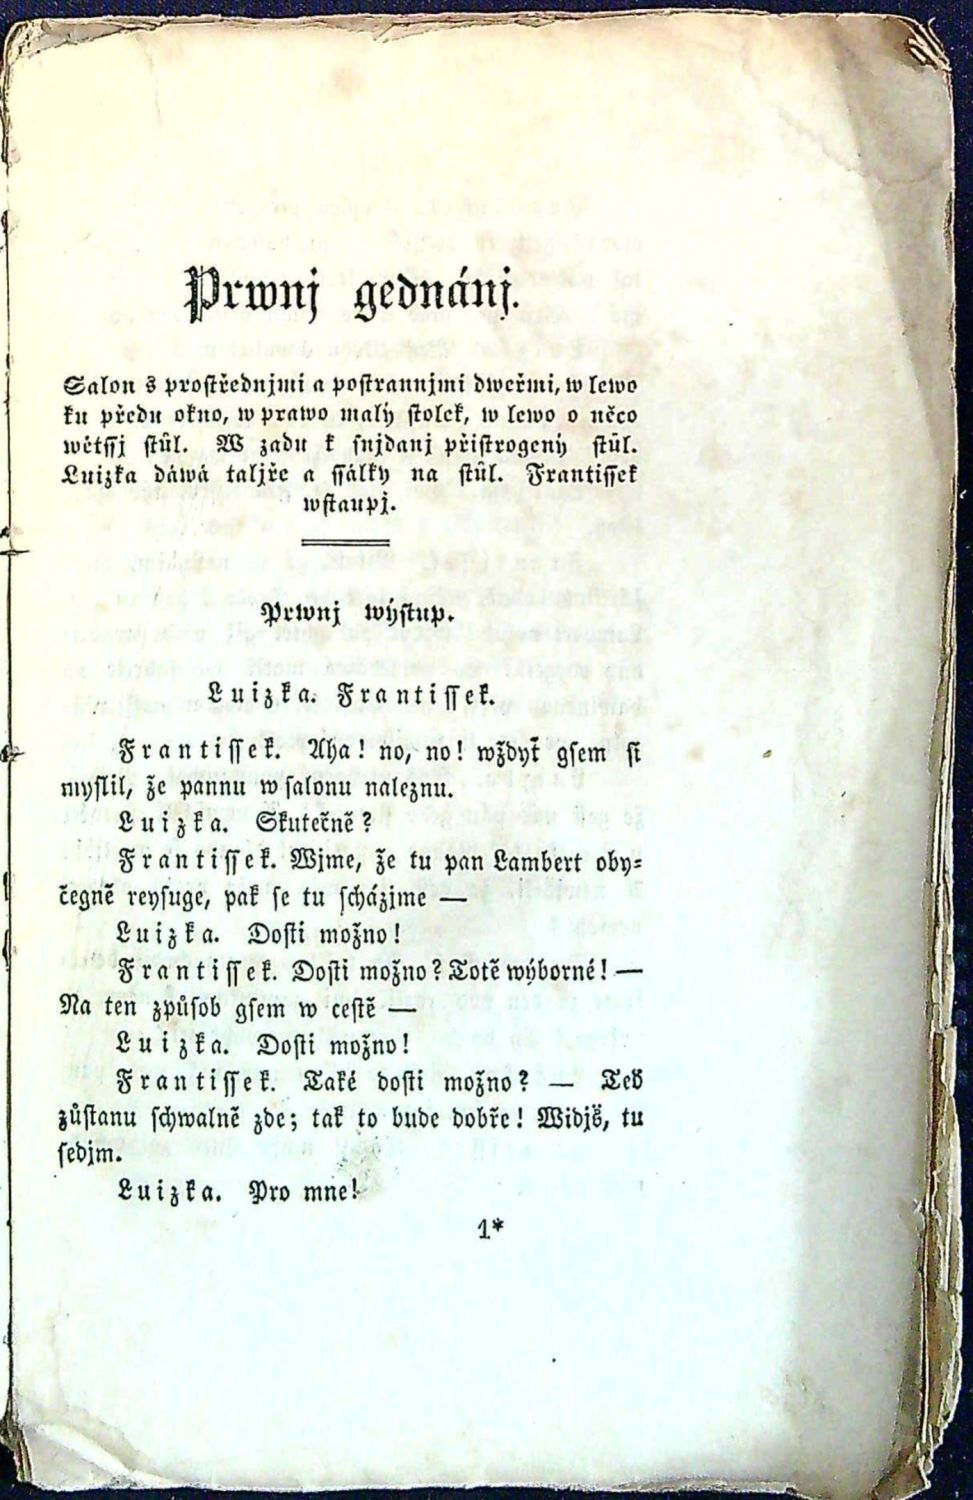 Prwnj gednánj.
Salon s prostřednjmi a postrannjmi dweřmi, w lewo
ku předu okno, w prawo malý stolek, w lewo o něco
wětssj stůl. W zadu k snjdanj přistrogený stůl.
Luizka dáwá taljře a ssálky na stůl. Frantissek
wstaupj.
Prwnj wýstup.
Luizka. Frantissek.
Frantissek. Aha! no, no! wždyť gsem si
myslil, že pannu w salonu naleznu.
Luizka. Skutečně?
Frantissek. Wjme, že tu pan Lambert oby-
čegně reysuge, pak se tu scházjme —
Luizka. Dosti možno!
Frantissek. Dosti možno? Totě wýborné! —
Na ten způsob gsem w cestě —
Luizka. Dosti možno!
Frantissek. Také dosti možno? — Teď
zůstanu schwalně zde; tak to bude dobře! Widjš, tu
sedjm.
Luizka. Pro mne!
1*